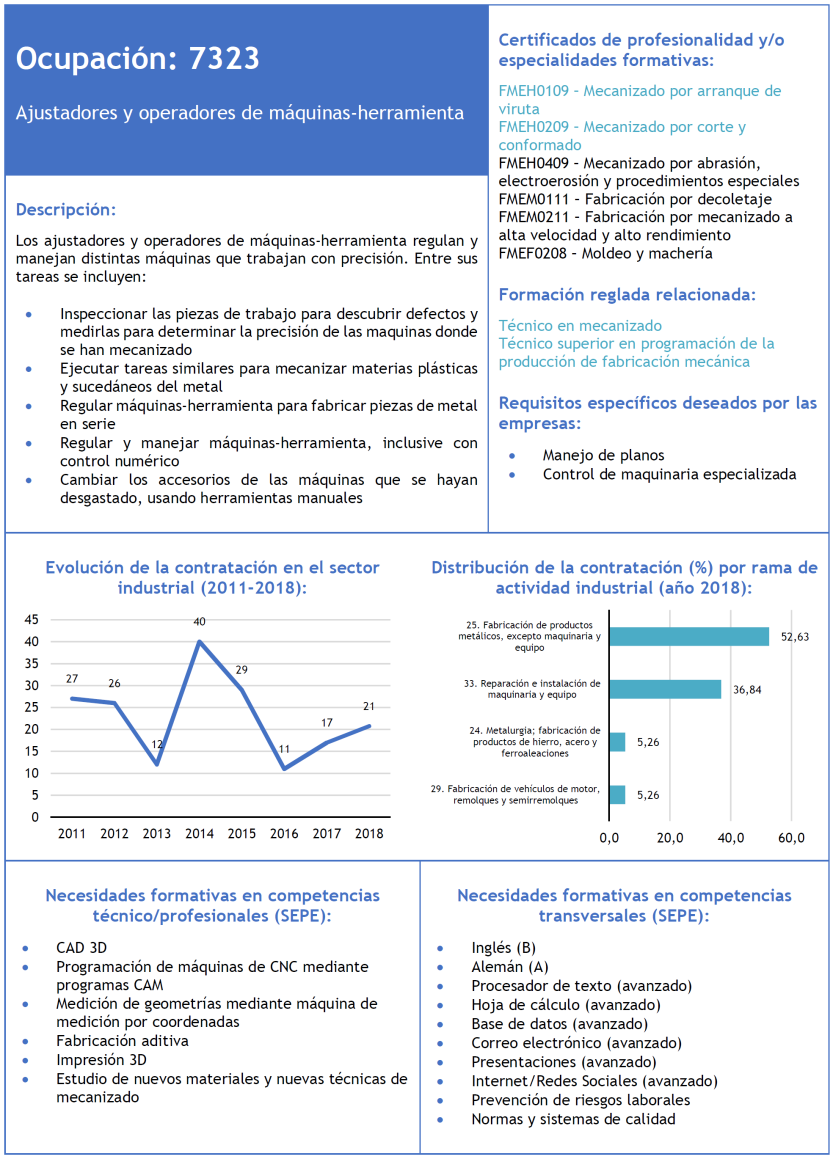 Ocupación: 7323
Ajustadores y operadores de máquinas-herramienta
Descripción:
Los ajustadores y operadores de máquinas-herramienta regulan y
manejan distintas máquinas que trabajan con precisión. Entre sus
tareas se incluyen:
• Inspeccionar las piezas de trabajo para descubrir defectos y
medirlas para determinar la precisión de las maquinas donde
se han mecanizado
• Ejecutar tareas similares para mecanizar materias plásticas
y sucedáneos del metal
• Regular máquinas-herramienta para fabricar piezas de metal
en serie
• Regular y manejar máquinas-herramienta, inclusive con
control numérico
• Cambiar los accesorios de las máquinas que se hayan
desgastado, usando herramientas manuales
Certificados de profesionalidad y/o
especialidades formativas:
FMEH0109 – Mecanizado por arranque de
viruta
FMEH0209 – Mecanizado por corte y
conformado
FMEH0409 – Mecanizado por abrasión,
electroerosión y procedimientos especiales
FMEM0111 – Fabricación por decoletaje
FMEM0211 – Fabricación por mecanizado a
alta velocidad y alto rendimiento
FMEF0208 – Moldeo y machería
Formación reglada relacionada:
Técnico en mecanizado
Técnico superior en programación de la
producción de fabricación mecánica
Requisitos específicos deseados por las
empresas:
• Manejo de planos
• Control de maquinaria especializada
Evolución de la contratación en el sector
industrial (2011-2018):
45
40
35
30
25
20
15
10
5
0
27
26
12
40
29
11
17
21
2011 2012 2013 2014 2015 2016 2017 2018
Distribución de la contratación (%) por rama de
actividad industrial (año 2018):
25. Fabricación de productos
metálicos, excepto maquinaria y
equipo
52,63
33. Reparación e instalación de
maquinaria y equipo
36,84
24. Metalurgia; fabricación de
productos de hierro, acero y
ferroaleaciones
5,26
29. Fabricación de vehículos de motor,
remolques y semirremolques
5,26
0,0 20,0 40,0 60,0
Necesidades formativas en competencias
técnico/profesionales (SEPE):
• CAD 3D
• Programación de máquinas de CNC mediante
programas CAM
• Medición de geometrías mediante máquina de
medición por coordenadas
• Fabricación aditiva
• Impresión 3D
• Estudio de nuevos materiales y nuevas técnicas de
mecanizado
Necesidades formativas en competencias
transversales (SEPE):
• Inglés (B)
• Alemán (A)
• Procesador de texto (avanzado)
• Hoja de cálculo (avanzado)
• Base de datos (avanzado)
• Correo electrónico (avanzado)
• Presentaciones (avanzado)
• Internet/Redes Sociales (avanzado)
• Prevención de riesgos laborales
• Normas y sistemas de calidad